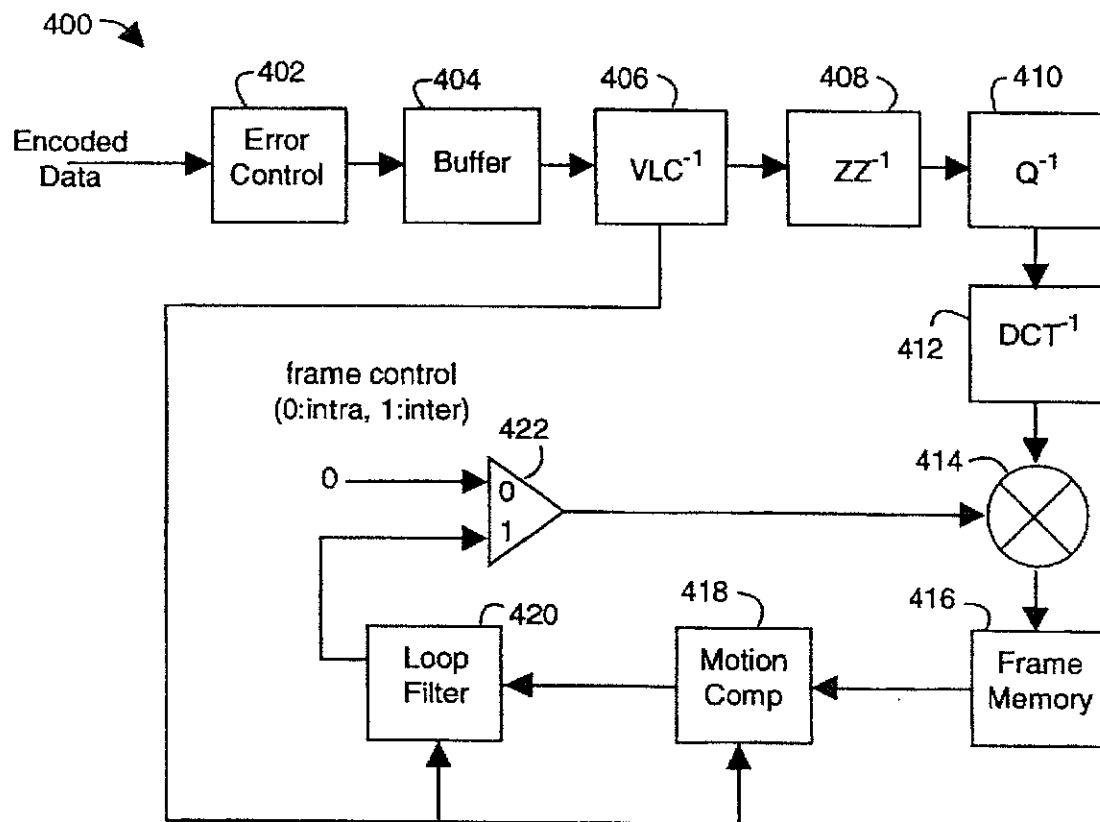 400
402
404
406
408
410
Encoded
Data
Error
Control
Buffer
VLC⁻¹
ZZ⁻¹
Q⁻¹
412
DCT⁻¹
frame control
(0:intra, 1:inter)
422
0
0
1
414
420
418
416
Loop
Filter
Motion
Comp
Frame
Memory